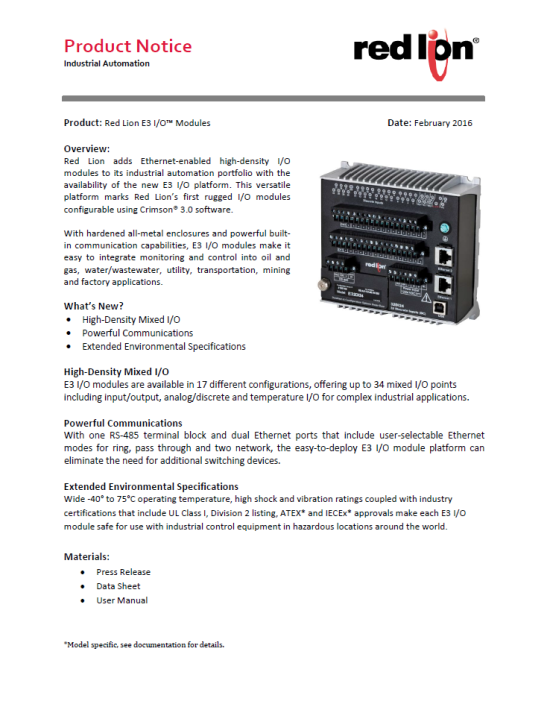 Product Notice
Industrial Automation
red lion®
Product: Red Lion E3 I/O™ Modules
Date: February 2016
Overview:
Red Lion adds Ethernet-enabled high-density I/O
modules to its industrial automation portfolio with the
availability of the new E3 I/O platform. This versatile
platform marks Red Lion's first rugged I/O modules
configurable using Crimson® 3.0 software.
With hardened all-metal enclosures and powerful built-
in communication capabilities, E3 I/O modules make it
easy to integrate monitoring and control into oil and
gas, water/wastewater, utility, transportation, mining
and factory applications.
redlion
What's New?
• High-Density Mixed I/O
• Powerful Communications
• Extended Environmental Specifications
High-Density Mixed I/O
E3 I/O modules are available in 17 different configurations, offering up to 34 mixed I/O points
including input/output, analog/discrete and temperature I/O for complex industrial applications.
Powerful Communications
With one RS-485 terminal block and dual Ethernet ports that include user-selectable Ethernet
modes for ring, pass through and two network, the easy-to-deploy E3 I/O module platform can
eliminate the need for additional switching devices.
Extended Environmental Specifications
Wide -40° to 75°C operating temperature, high shock and vibration ratings coupled with industry
certifications that include UL Class I, Division 2 listing, ATEX* and IECEx* approvals make each E3 I/O
module safe for use with industrial control equipment in hazardous locations around the world.
Materials:
• Press Release
• Data Sheet
• User Manual
*Model specific, see documentation for details.